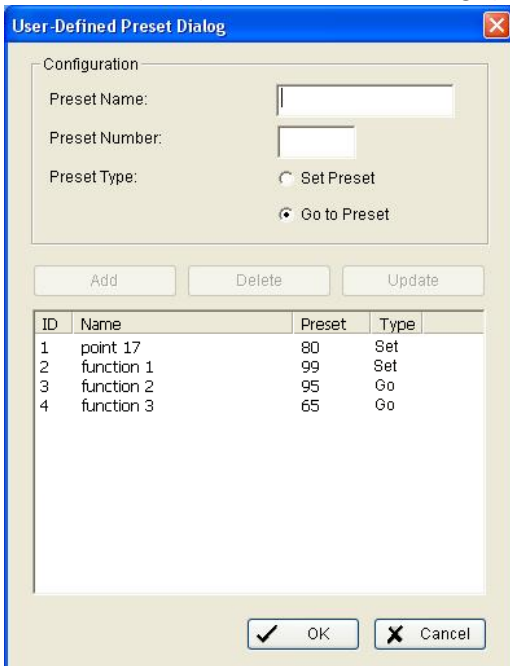 User-Defined Preset Dialog
Configuration
Preset Name:
Preset Number:
Preset Type: Set Preset
Go to Preset
Add Delete Update
ID Name Preset Type
1 point 17 80 Set
2 function 1 99 Set
3 function 2 95 Go
4 function 3 65 Go
OK Cancel